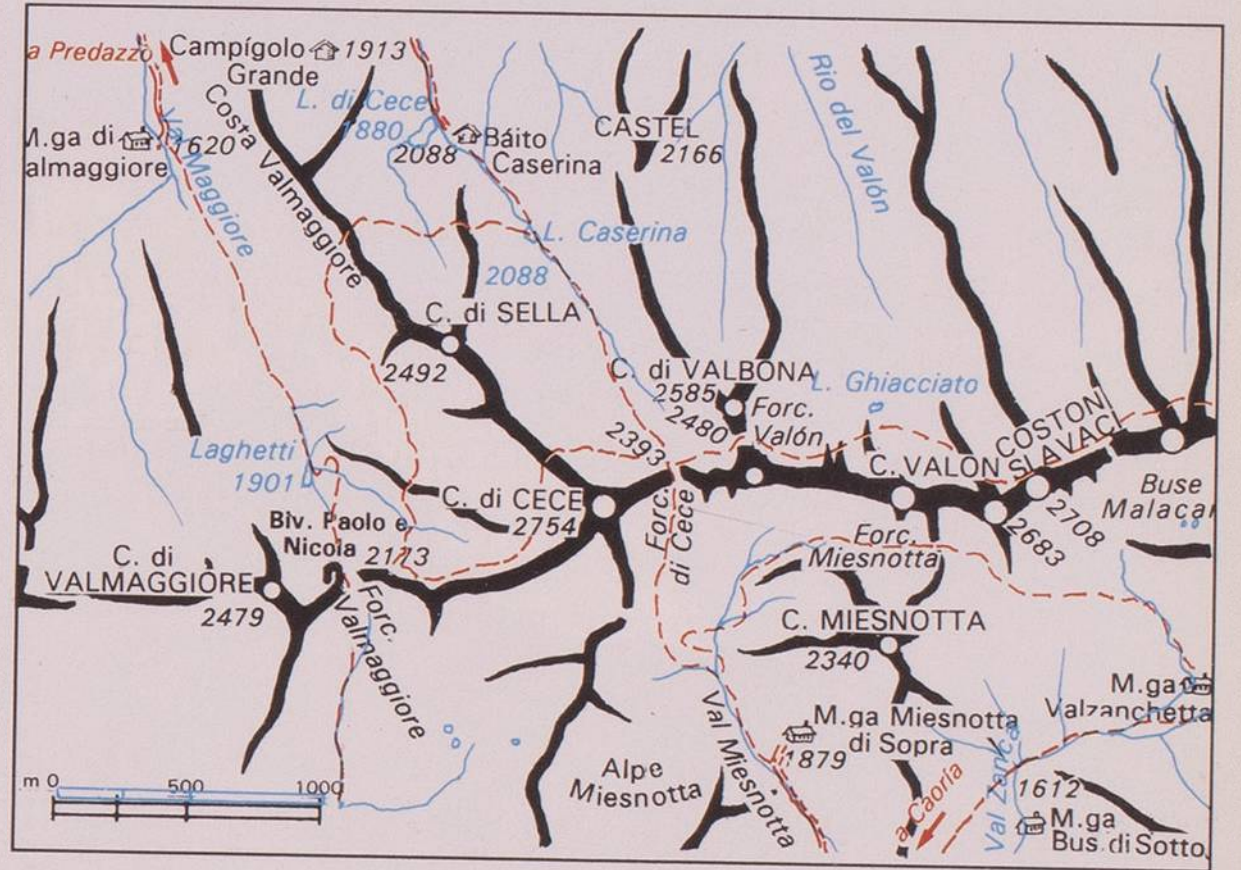 a Predazzo
Campígolo 1913
Grande
Costa Valmaggiore
L. di Cece
1880
2088
Báito
Caserina
CASTEL
2166
Rio del Valón
M.ga di 1620
almaggiore
Val Maggiore
L. Caserina
2088
C. di SELLA
2492
C. di VALBONA
2585
2480
Forc.
Valón
L. Ghiacciato
2393
Laghetti
1901
C. di CECE
2754
Forc.
di Cece
C. VALON
COSTON
SLAVACI
2708
2683
Buse
Malacar
Biv. Paolo e
Nicola 2173
C. di
VALMAGGIORE
2479
Forc.
Valmaggiore
Forc.
Miesnotta
C. MIESNOTTA
2340
M.ga
Valzanchetta
Val Miesnotta
M.ga Miesnotta
di Sopra
1879
Alpe
Miesnotta
a Caoria
Val Zanca
1612
M.ga
Bus. di Sotto
m 0 500 1000